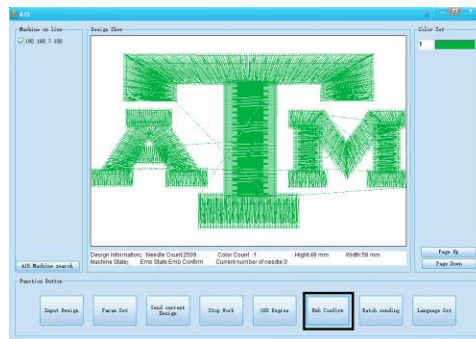 A15
Machine on line
192.168.7.100
Design Show
Color Set
1
ATM
Design Information: Needle Count:2509 Color Count :1 Hight:49 mm Width:58 mm
Machine State: Emb State:Emb Confirm Current number of needle:0
A15 Machine search
Page Up
Page Down
Function Button
Input Design
Param Set
Send current Design
Stop Work
180 Degree
Emb Confirm
Batch sending
Language Set